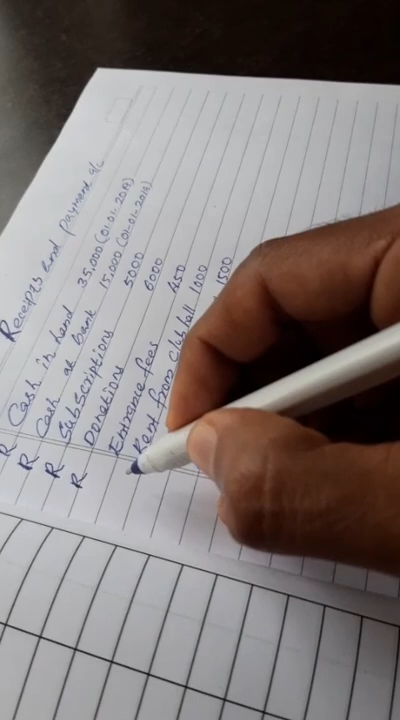 Receipts and payment a/c
R Cash in hand 35,000 (01-01-2018)
R Cash at bank 15,000 (01-01-2018)
R Subscriptions 5000
R Donations 6000
Entrance fees 450
Rent from club hall 1000
1500